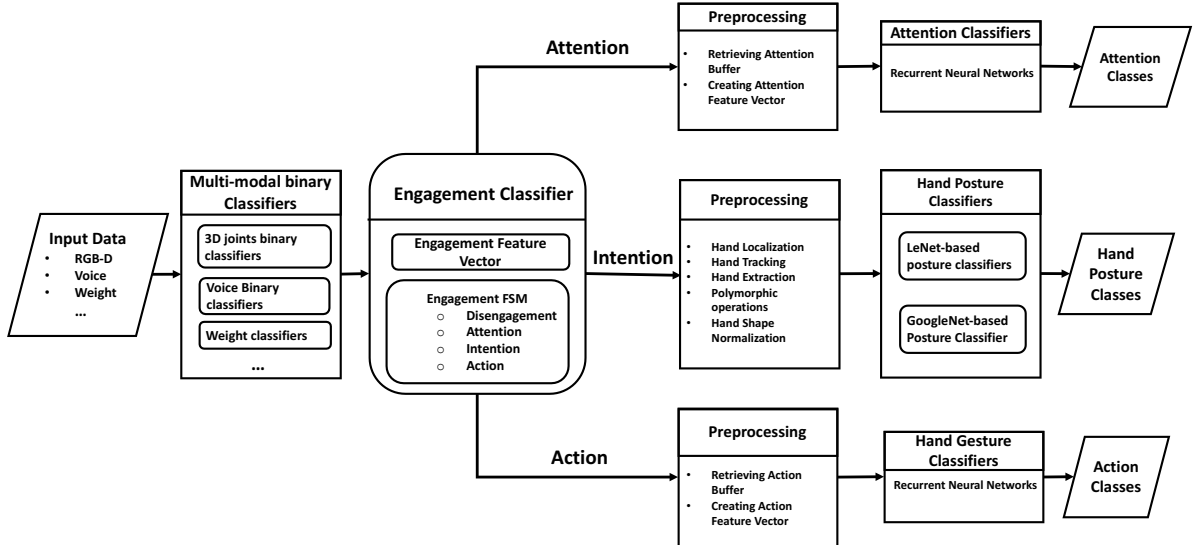 Input Data
• RGB-D
• Voice
• Weight
...
Multi-modal binary
Classifiers
3D joints binary
classifiers
Voice Binary
classifiers
Weight classifiers
...
Engagement Classifier
Engagement Feature
Vector
Engagement FSM
○ Disengagement
○ Attention
○ Intention
○ Action
Attention
Preprocessing
• Retrieving Attention
Buffer
• Creating Attention
Feature Vector
Attention Classifiers
Recurrent Neural Networks
Attention
Classes
Intention
Preprocessing
• Hand Localization
• Hand Tracking
• Hand Extraction
• Polymorphic
operations
• Hand Shape
Normalization
Hand Posture
Classifiers
LeNet-based
posture classifiers
GoogleNet-based
Posture Classifier
Hand
Posture
Classes
Action
Preprocessing
• Retrieving Action
Buffer
• Creating Action
Feature Vector
Hand Gesture
Classifiers
Recurrent Neural Networks
Action
Classes